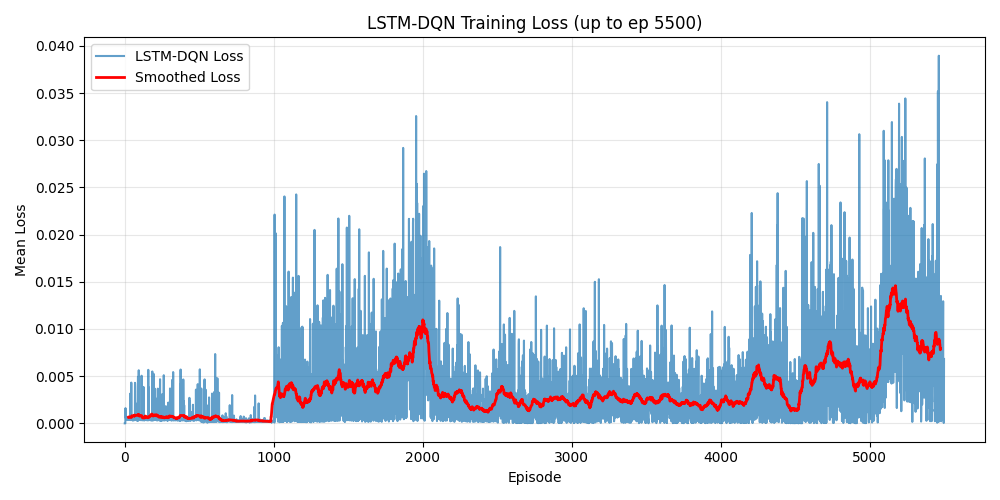 LSTM-DQN Training Loss (up to ep 5500)
LSTM-DQN Loss
Smoothed Loss
Mean Loss
0.040
0.035
0.030
0.025
0.020
0.015
0.010
0.005
0.000
0 1000 2000 3000 4000 5000
Episode